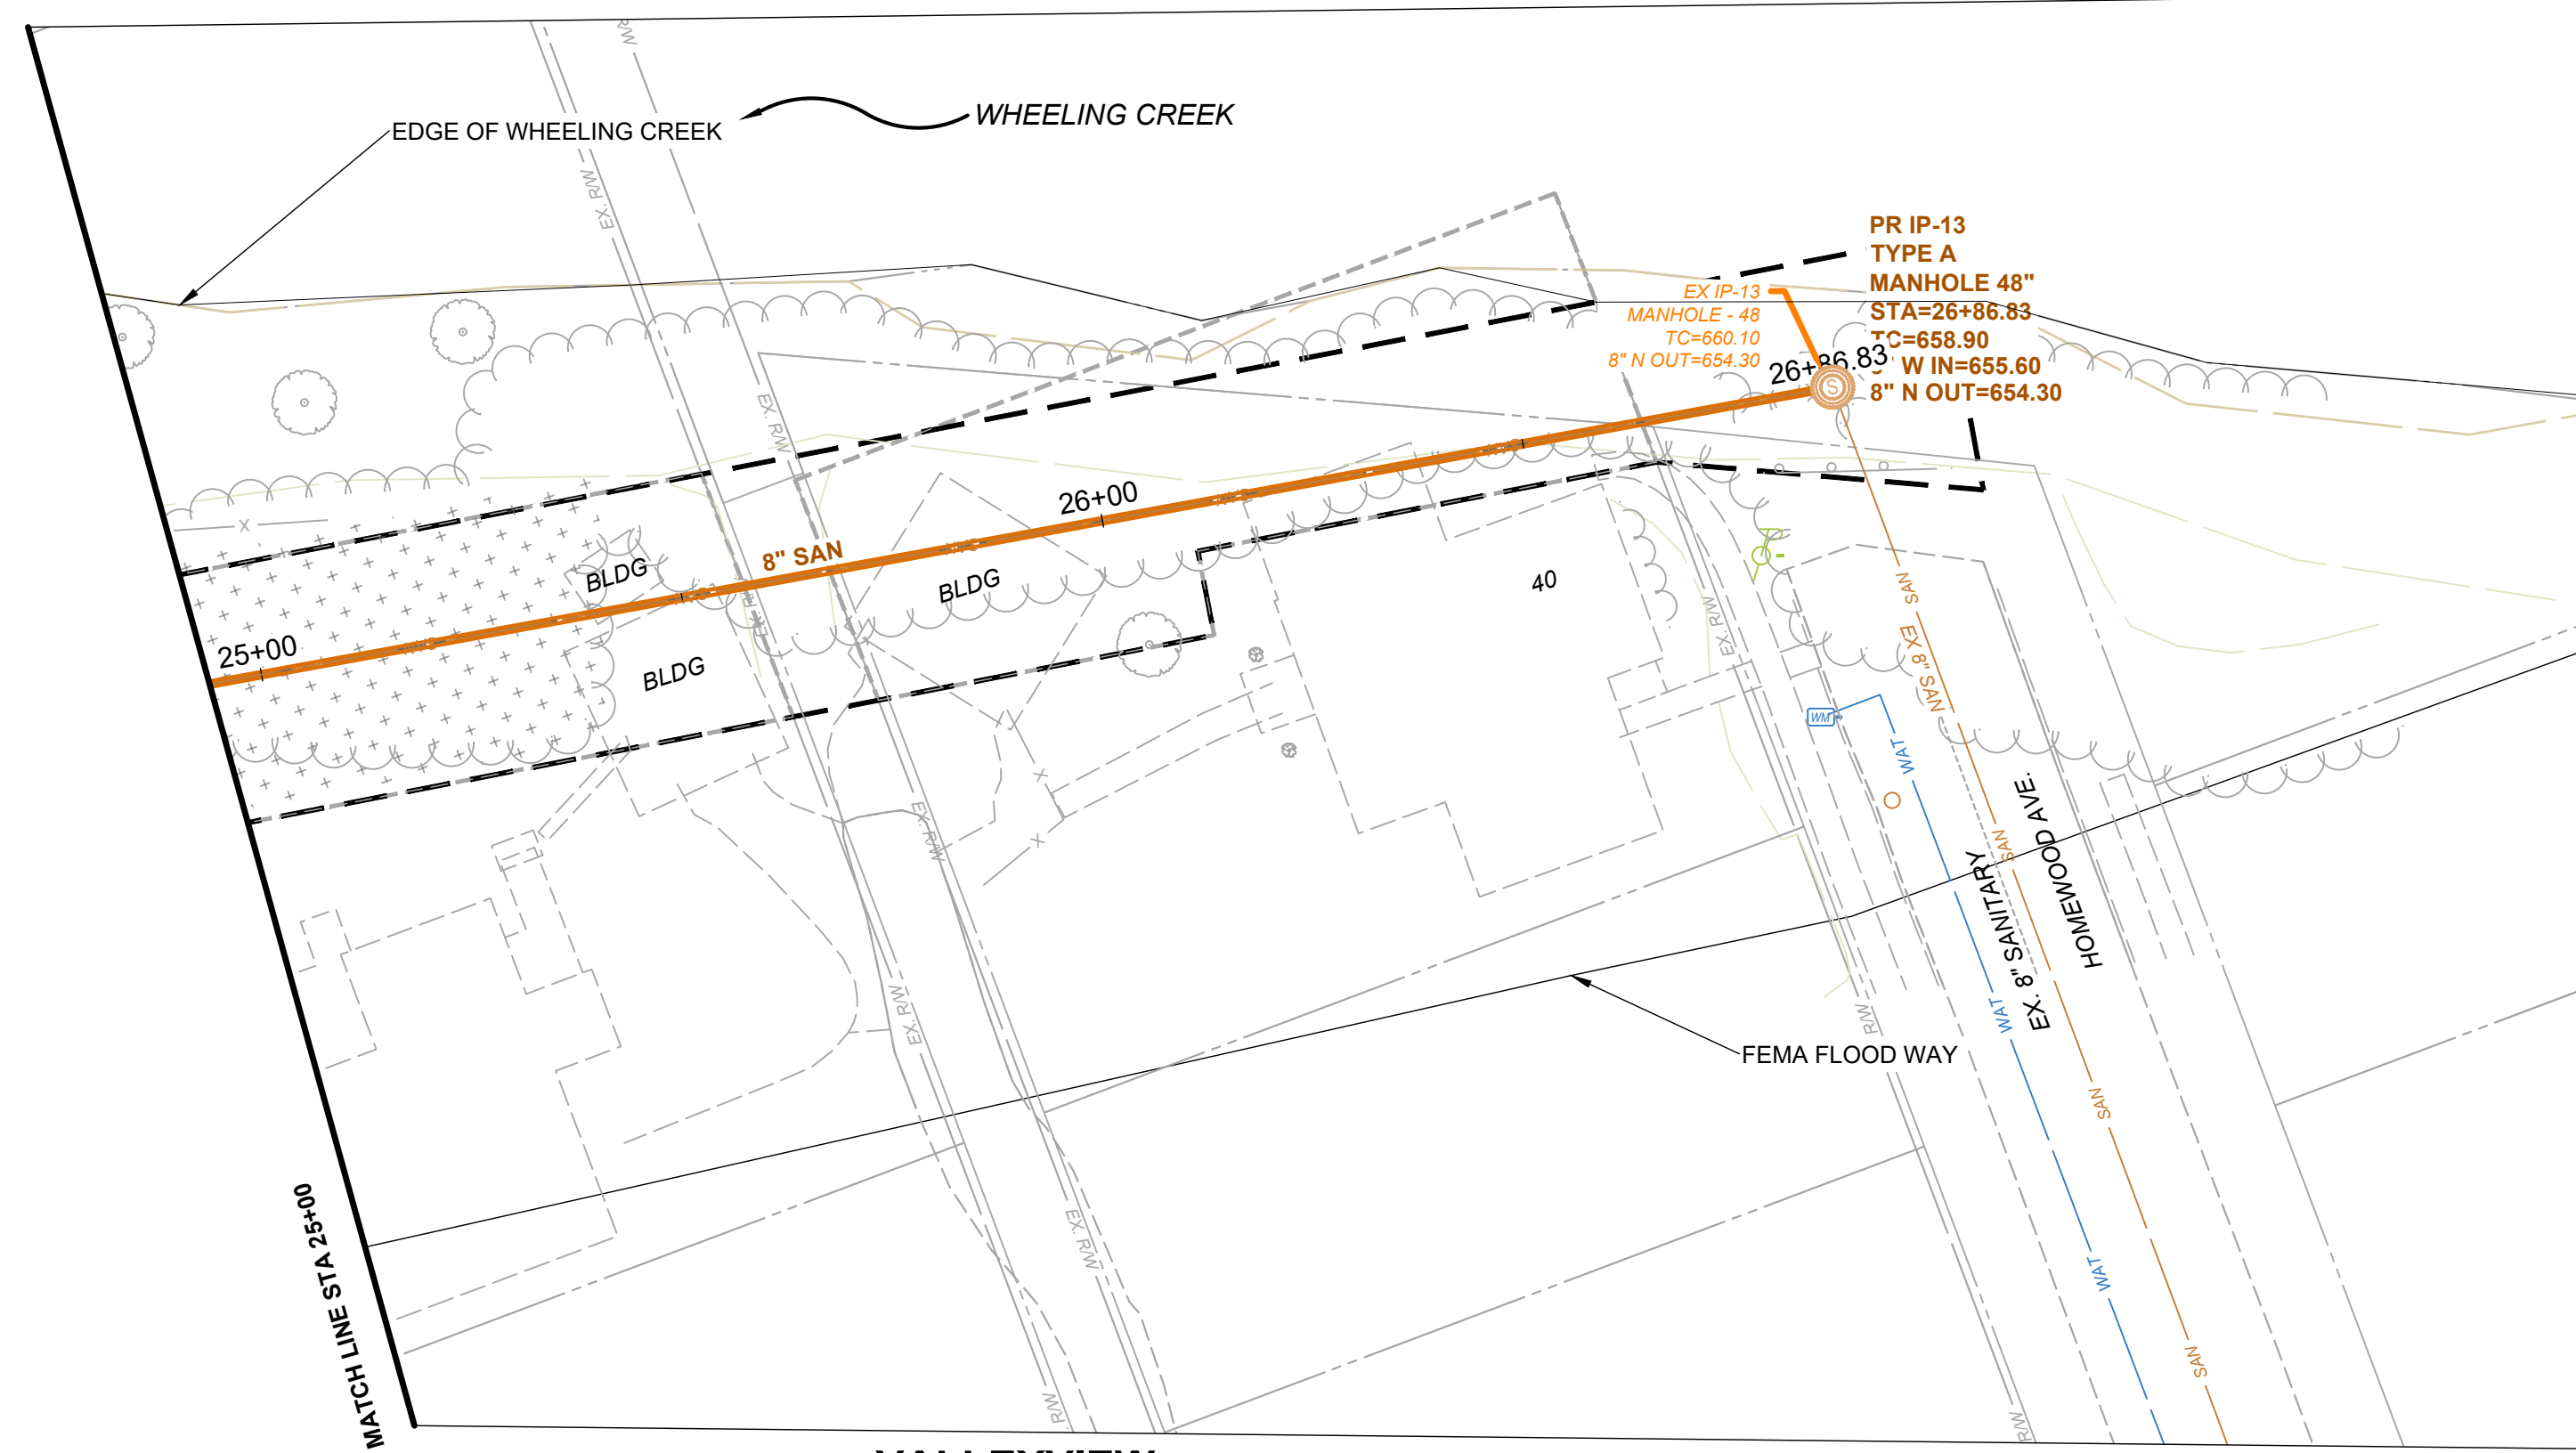 EDGE OF WHEELING CREEK
WHEELING CREEK
EX. R/W
R/W
PR IP-13
TYPE A
MANHOLE 48"
STA=26+86.83
TC=658.90
W IN=655.60
8" N OUT=654.30
EX IP-13
MANHOLE - 48
TC=660.10
8" N OUT=654.30
26+86.83
S
EX. R/W
26+00
8" SAN
BLDG
BLDG
BLDG
25+00
X
40
EX. R/W
EX. R/W
SAN
EX 8" SAN
WM
WAT
X
X
EX. R/W
SAN
HOMEWOOD AVE.
EX. 8" SANITARY
WAT
EX. R/W
R/W
FEMA FLOOD WAY
SAN
EX. R/W
WAT
MATCH LINE STA 25+00
SAN
R/W
R/W